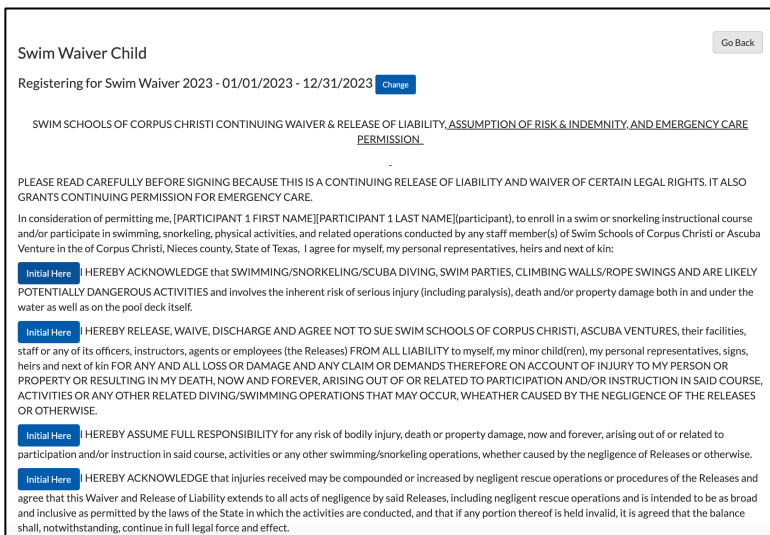 Go Back
Swim Waiver Child
Registering for Swim Waiver 2023 - 01/01/2023 - 12/31/2023 Change
SWIM SCHOOLS OF CORPUS CHRISTI CONTINUING WAIVER & RELEASE OF LIABILITY, ASSUMPTION OF RISK & INDEMNITY, AND EMERGENCY CARE
PERMISSION
PLEASE READ CAREFULLY BEFORE SIGNING BECAUSE THIS IS A CONTINUING RELEASE OF LIABILITY AND WAIVER OF CERTAIN LEGAL RIGHTS. IT ALSO
GRANTS CONTINUING PERMISSION FOR EMERGENCY CARE.
In consideration of permitting me, [PARTICIPANT 1 FIRST NAME][PARTICIPANT 1 LAST NAME](participant), to enroll in a swim or snorkeling instructional course
and/or participate in swimming, snorkeling, physical activities, and related operations conducted by any staff member(s) of Swim Schools of Corpus Christi or Ascuba
Venture in the of Corpus Christi, Nieces county, State of Texas, I agree for myself, my personal representatives, heirs and next of kin:
Initial Here I HEREBY ACKNOWLEDGE that SWIMMING/SNORKELING/SCUBA DIVING, SWIM PARTIES, CLIMBING WALLS/ROPE SWINGS AND ARE LIKELY
POTENTIALLY DANGEROUS ACTIVITIES and involves the inherent risk of serious injury (including paralysis), death and/or property damage both in and under the
water as well as on the pool deck itself.
Initial Here I HEREBY RELEASE, WAIVE, DISCHARGE AND AGREE NOT TO SUE SWIM SCHOOLS OF CORPUS CHRISTI, ASCUBA VENTURES, their facilities,
staff or any of its officers, instructors, agents or employees (the Releases) FROM ALL LIABILITY to myself, my minor child(ren), my personal representatives, signs,
heirs and next of kin FOR ANY AND ALL LOSS OR DAMAGE AND ANY CLAIM OR DEMANDS THEREFORE ON ACCOUNT OF INJURY TO MY PERSON OR
PROPERTY OR RESULTING IN MY DEATH, NOW AND FOREVER, ARISING OUT OF OR RELATED TO PARTICIPATION AND/OR INSTRUCTION IN SAID COURSE,
ACTIVITIES OR ANY OTHER RELATED DIVING/SWIMMING OPERATIONS THAT MAY OCCUR, WHEATHER CAUSED BY THE NEGLIGENCE OF THE RELEASES
OR OTHERWISE.
Initial Here I HEREBY ASSUME FULL RESPONSIBILITY for any risk of bodily injury, death or property damage, now and forever, arising out of or related to
participation and/or instruction in said course, activities or any other swimming/snorkeling operations, whether caused by the negligence of Releases or otherwise.
Initial Here I HEREBY ACKNOWLEDGE that injuries received may be compounded or increased by negligent rescue operations or procedures of the Releases and
agree that this Waiver and Release of Liability extends to all acts of negligence by said Releases, including negligent rescue operations and is intended to be as broad
and inclusive as permitted by the laws of the State in which the activities are conducted, and that if any portion thereof is held invalid, it is agreed that the balance
shall, notwithstanding, continue in full legal force and effect.